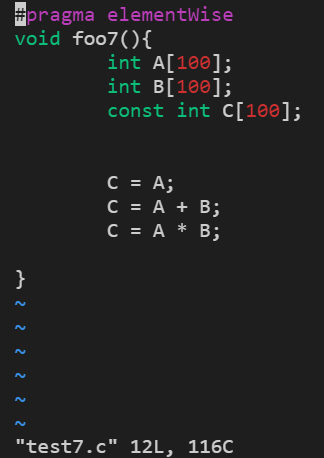 #pragma elementWise
void foo7(){
        int A[100];
        int B[100];
        const int C[100];


        C = A;
        C = A + B;
        C = A * B;

}
~
~
~
~
~
~
"test7.c" 12L, 116C